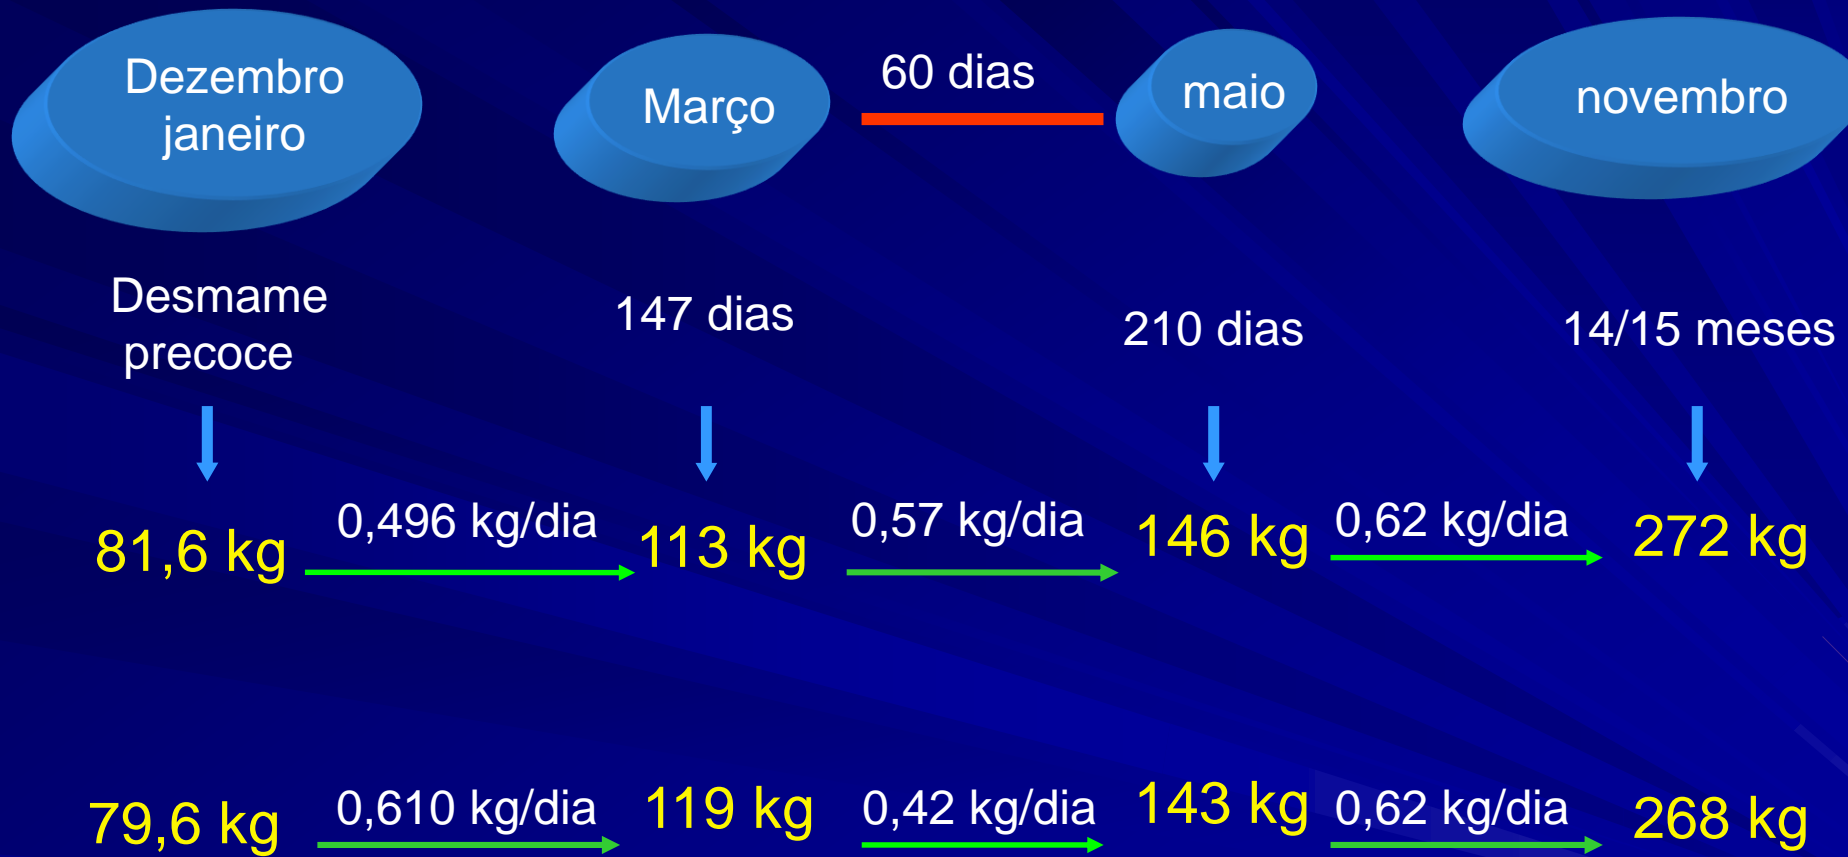 Dezembro
janeiro
Março
60 dias
maio
novembro
Desmame
precoce
147 dias
210 dias
14/15 meses
81,6 kg
0,496 kg/dia
113 kg
0,57 kg/dia
146 kg
0,62 kg/dia
272 kg
79,6 kg
0,610 kg/dia
119 kg
0,42 kg/dia
143 kg
0,62 kg/dia
268 kg